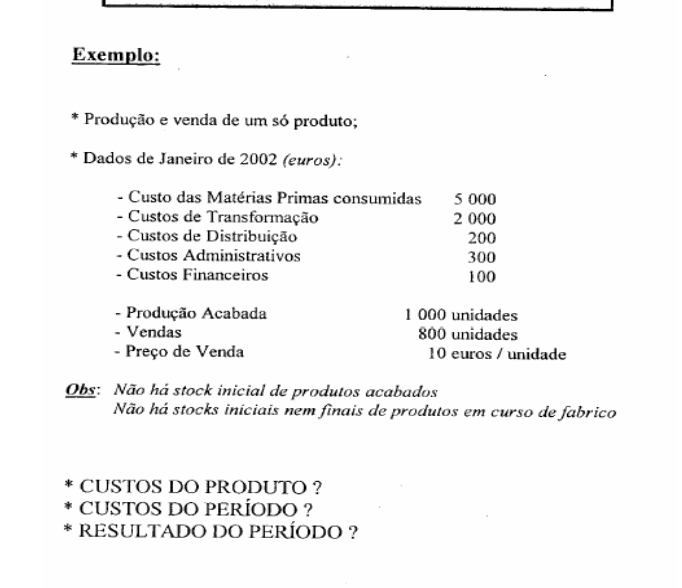 Exemplo:
* Produção e venda de um só produto;
* Dados de Janeiro de 2002 (euros):
- Custo das Matérias Primas consumidas 5 000
- Custos de Transformação 2 000
- Custos de Distribuição 200
- Custos Administrativos 300
- Custos Financeiros 100
- Produção Acabada 1 000 unidades
- Vendas 800 unidades
- Preço de Venda 10 euros / unidade
Obs: Não há stock inicial de produtos acabados
Não há stocks iniciais nem finais de produtos em curso de fabrico
* CUSTOS DO PRODUTO ?
* CUSTOS DO PERÍODO ?
* RESULTADO DO PERÍODO ?